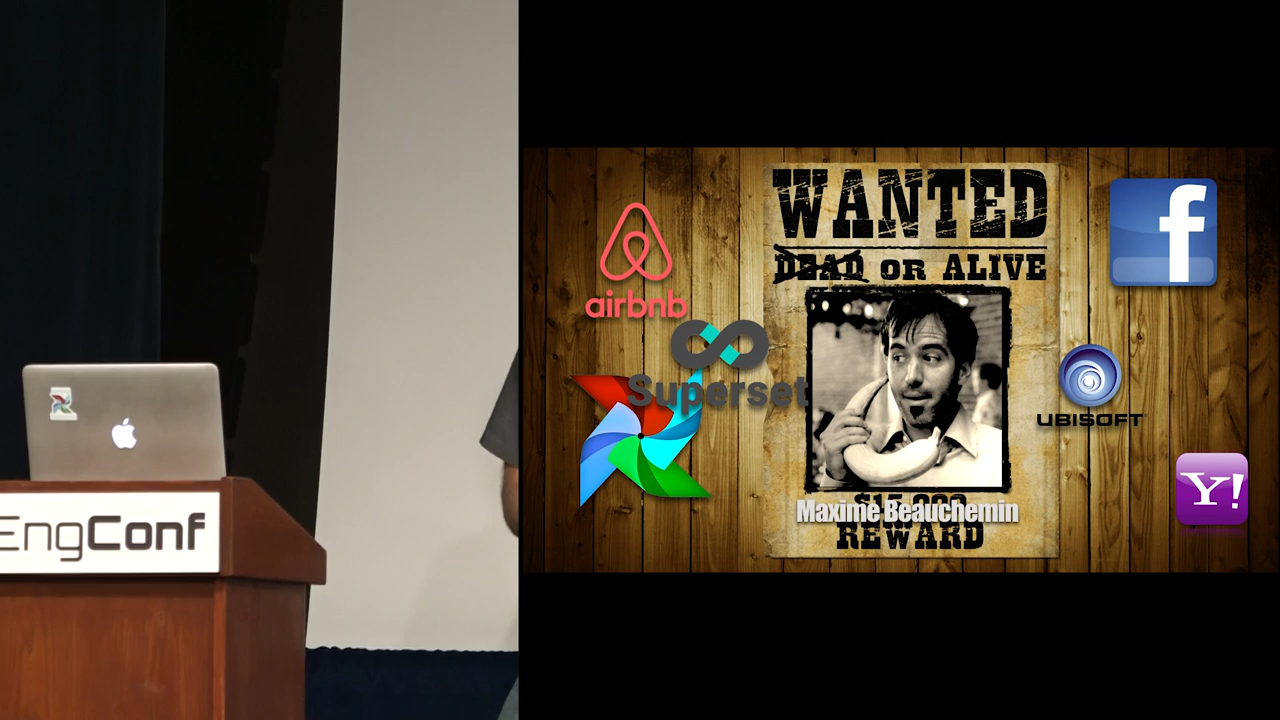 EngConf
airbnb
Superset
WANTED
DEAD OR ALIVE
Maxime Beauchemin
REWARD
f
UBISOFT
Y!